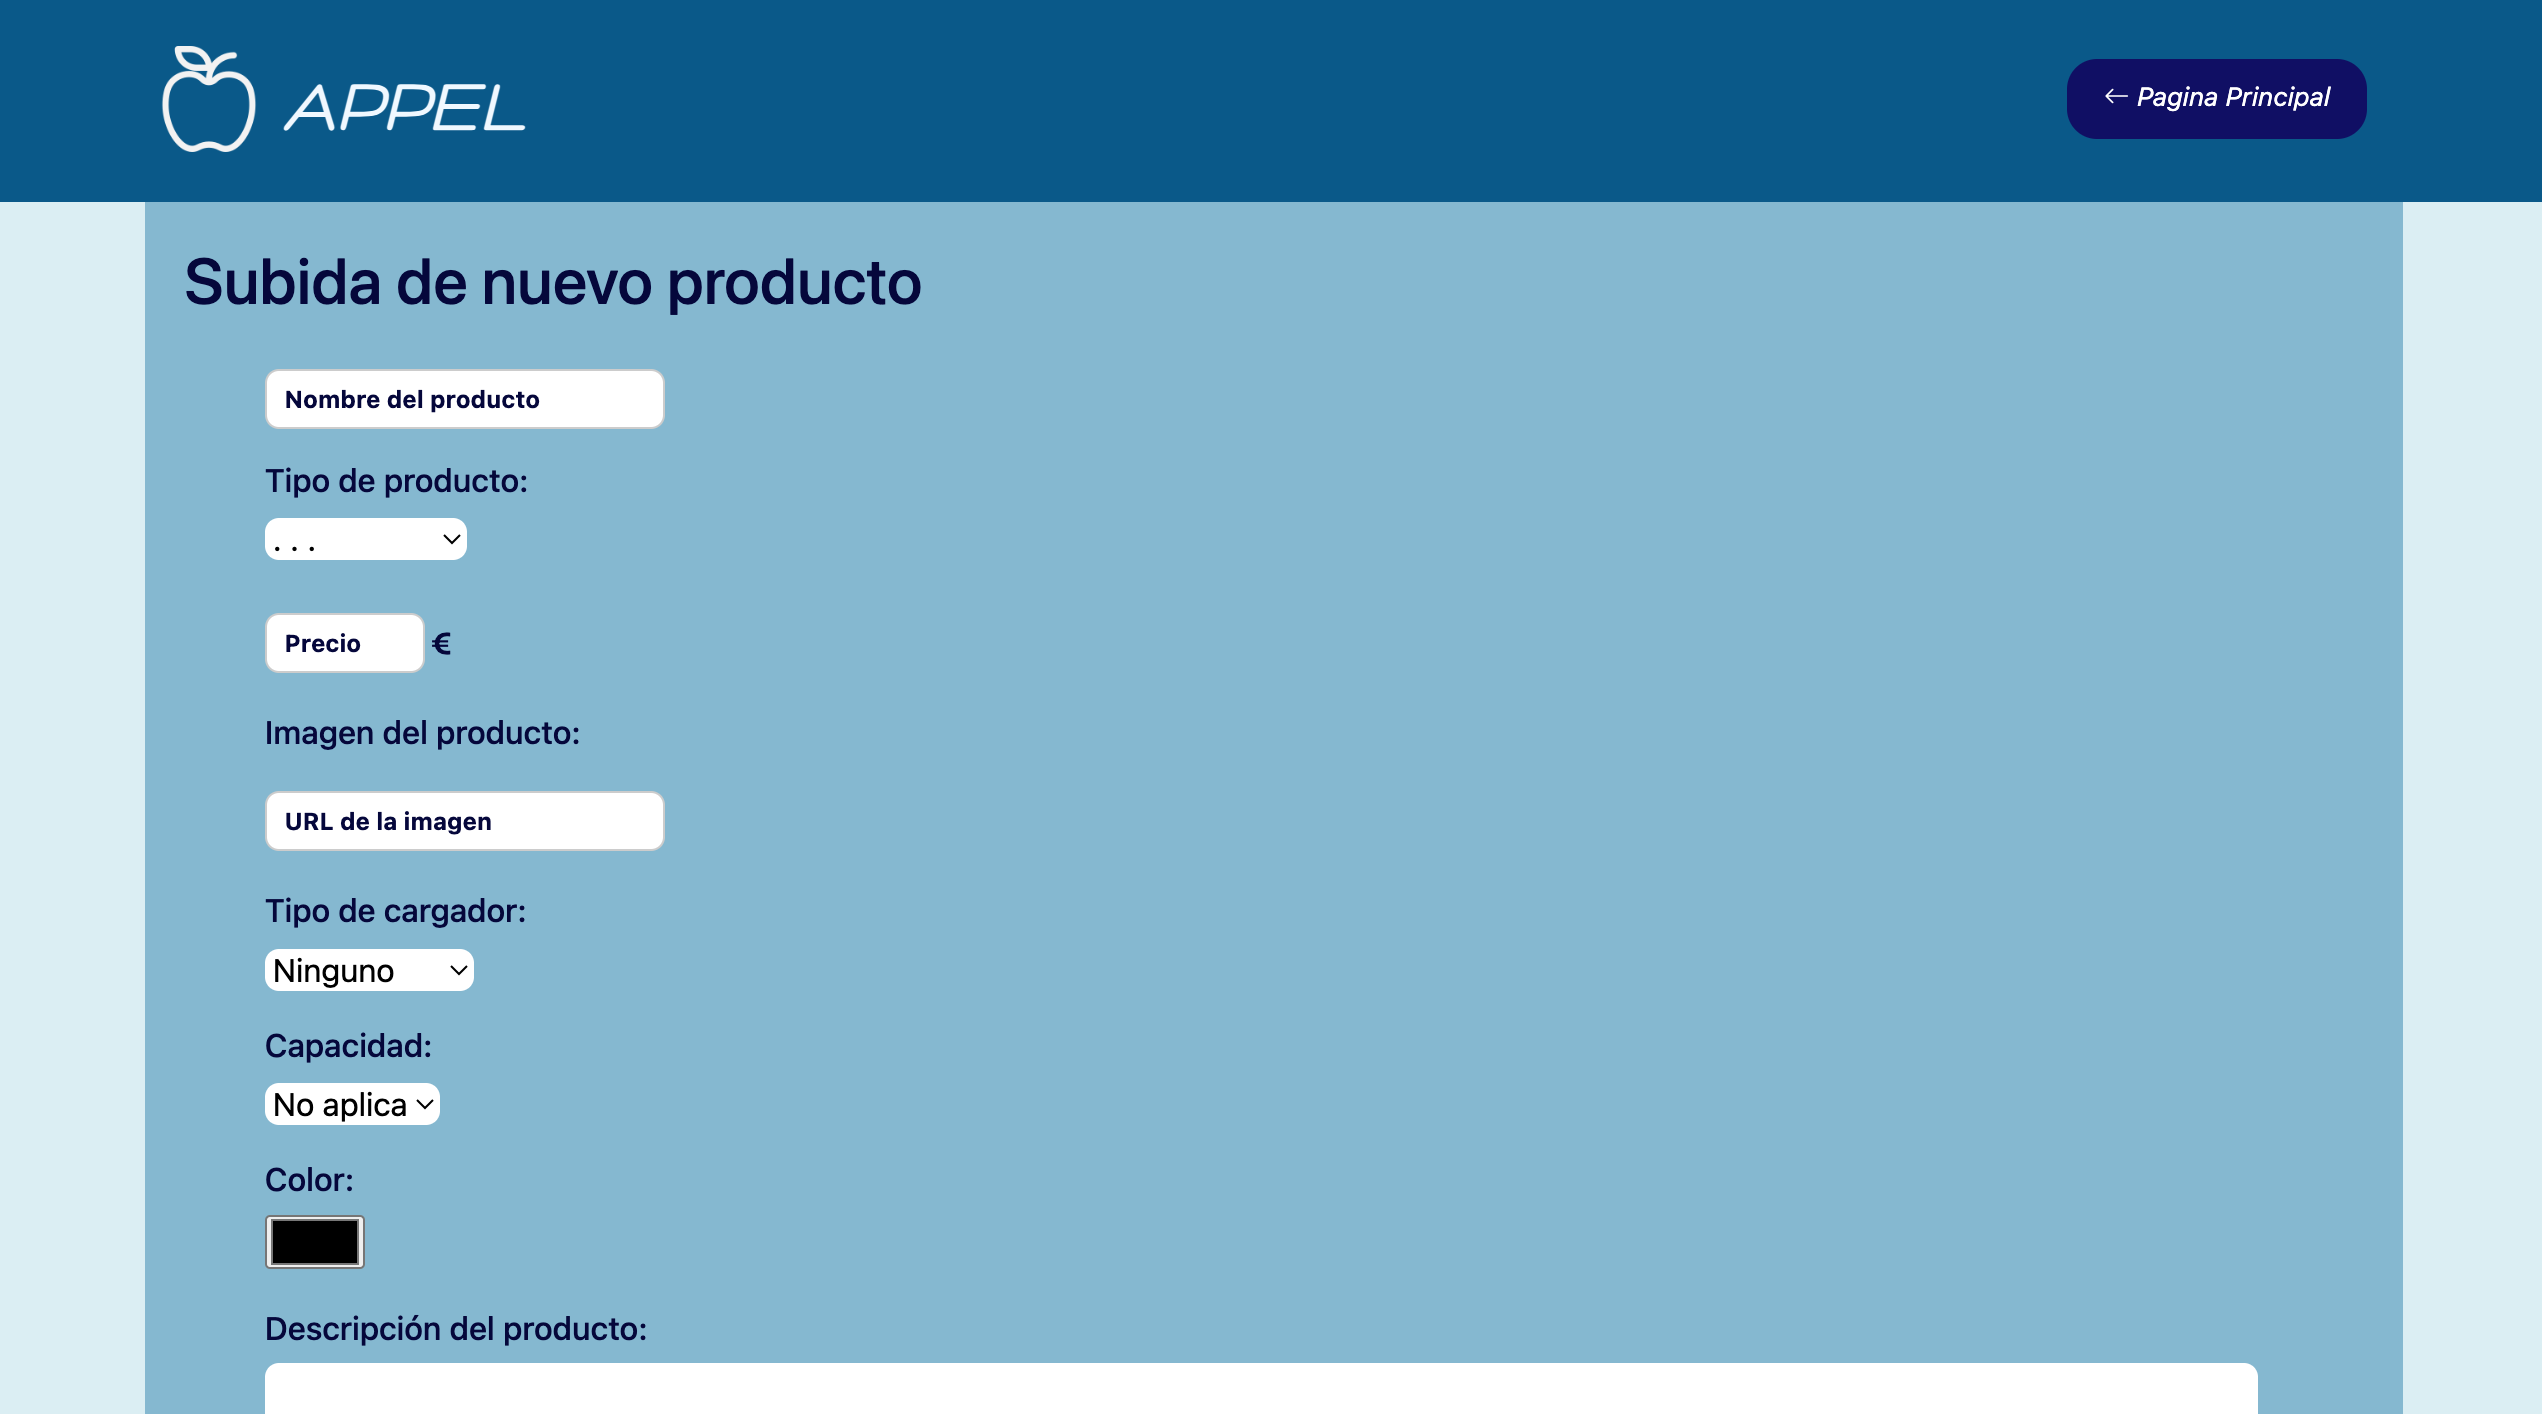 APPEL
← Pagina Principal
Subida de nuevo producto
Nombre del producto
Tipo de producto:
. . .
Precio €
Imagen del producto:
URL de la imagen
Tipo de cargador:
Ninguno
Capacidad:
No aplica
Color:
Descripción del producto: